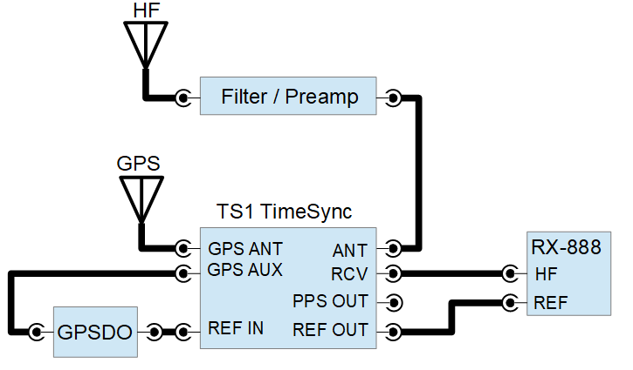 HF
Filter / Preamp
GPS
TS1 TimeSync
GPS ANT
ANT
RX-888
GPS AUX
RCV
HF
PPS OUT
REF
GPSDO
REF IN
REF OUT